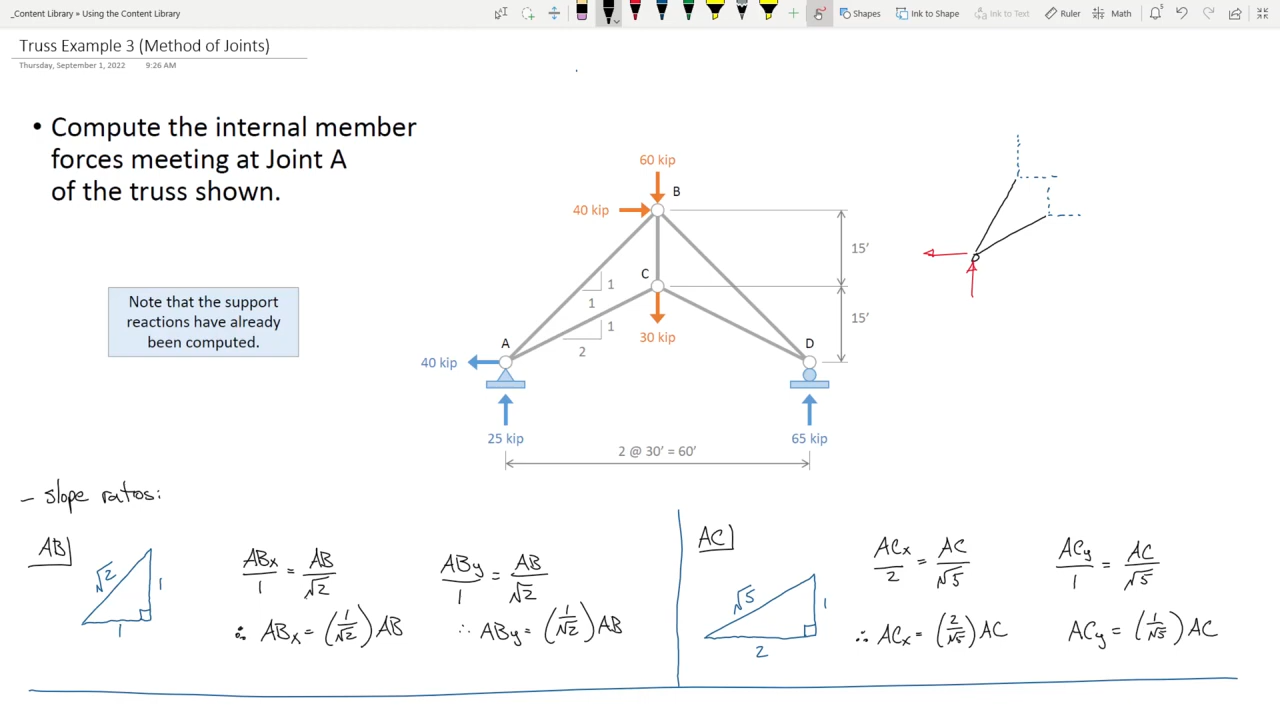 _Content Library » Using the Content Library
Shapes
Ink to Shape
Ink to Text
Ruler
Math
Truss Example 3 (Method of Joints)
Thursday, September 1, 2022 9:26 AM
• Compute the internal member
forces meeting at Joint A
of the truss shown.
Note that the support
reactions have already
been computed.
60 kip
B
40 kip
15'
C
1
1
1
2
30 kip
15'
A
D
40 kip
25 kip
65 kip
2 @ 30' = 60'
- slope ratios:
AB
√2
1
1
ABx/1 = AB/√2
∴ ABx = (1/√2) AB
ABy/1 = AB/√2
∴ ABy = (1/√2) AB
AC
√5
1
2
ACx/2 = AC/√5
∴ ACx = (2/√5) AC
ACy/1 = AC/√5
ACy = (1/√5) AC